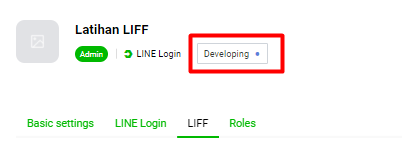 Latihan LIFF
Admin LINE Login Developing
Basic settings LINE Login LIFF Roles